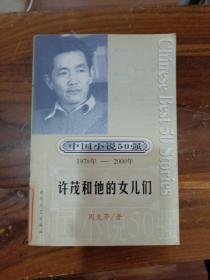 Chinese Best 50 Stories
中国小说50强
1978年 — 2000年
许茂和他的女儿们
周克芹/著